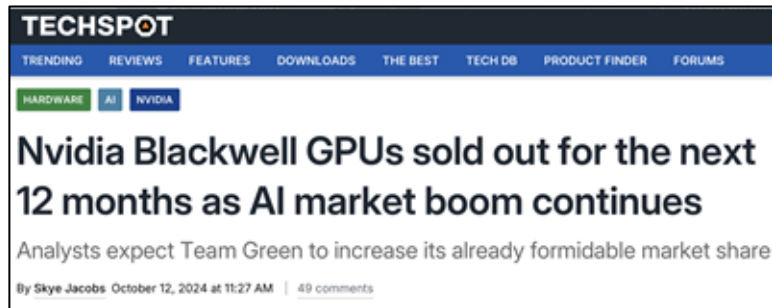 TECHSPOT
TRENDING REVIEWS FEATURES DOWNLOADS THE BEST TECH DB PRODUCT FINDER FORUMS
HARDWARE AI NVIDIA
Nvidia Blackwell GPUs sold out for the next
12 months as AI market boom continues
Analysts expect Team Green to increase its already formidable market share
By Skye Jacobs October 12, 2024 at 11:27 AM | 49 comments